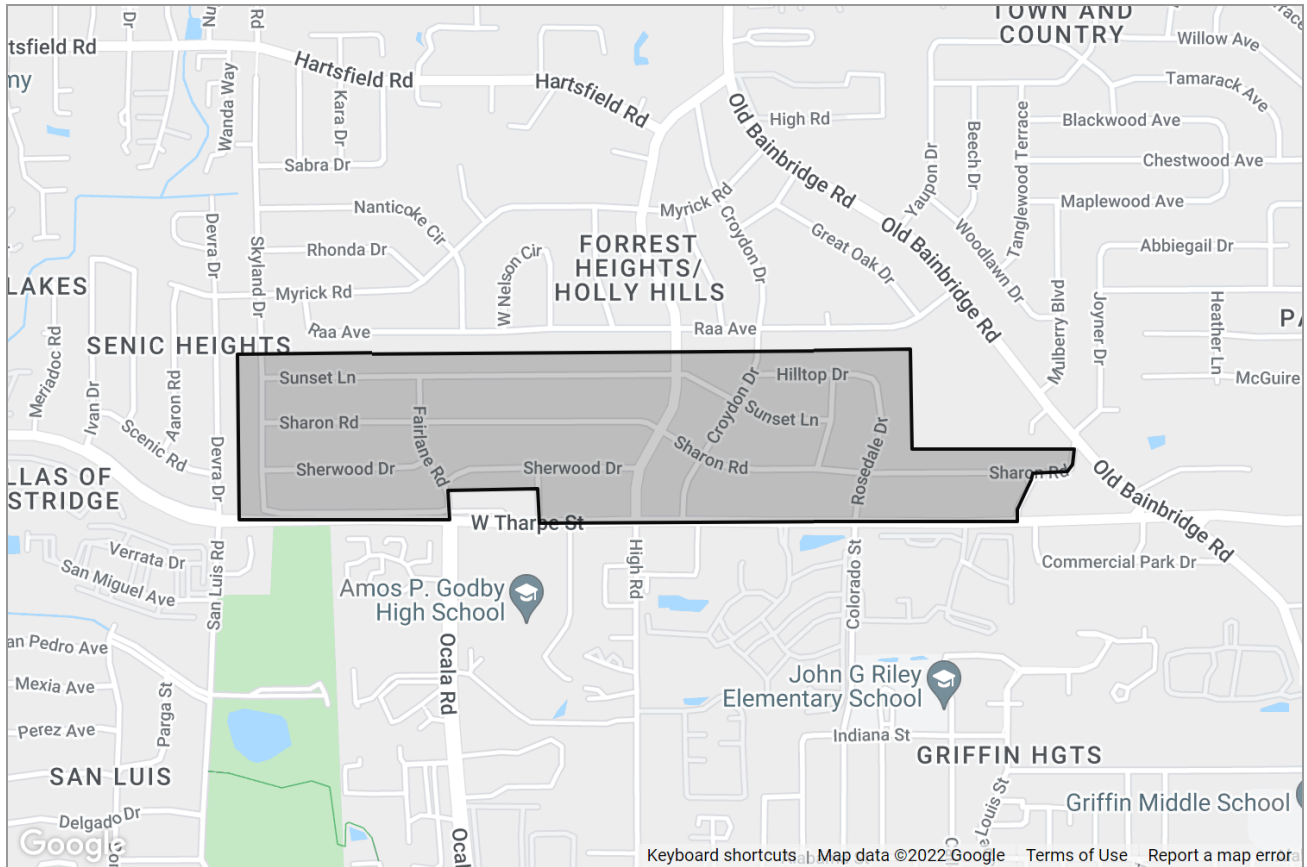 TOWN AND
COUNTRY
Willow Ave
Tamarack Ave
Blackwood Ave
Chestwood Ave
Maplewood Ave
Abbiegail Dr
Hartsfield Rd
Hartsfield Rd
Dr
Rd
Wanda Way
Kara Dr
Sabra Dr
High Rd
Old Bainbridge Rd
Yaupon Dr
Beech Dr
Tanglewood Terrace
Woodlawn Dr
Mulberry Blvd
Joyner Dr
Heather Ln
McGuire
Nanticoke Cir
Rhonda Dr
Myrick Rd
Myrick Rd
Devra Dr
Skyland Dr
W Nelson Cir
Croydon Dr
Great Oak Dr
Old Bainbridge Rd
FORREST
HEIGHTS/
HOLLY HILLS
LAKES
Raa Ave
Raa Ave
SENIC HEIGHTS
Meriadoc Rd
Ivan Dr
Aaron Rd
Scenic Rd
Devra Dr
Sunset Ln
Sharon Rd
Sherwood Dr
Fairlane Rd
Sherwood Dr
Sharon Rd
Croydon Dr
Hilltop Dr
Sunset Ln
Rosedale Dr
Sharon Rd
Old Bainbridge Rd
W Tharpe St
Verrata Dr
San Miguel Ave
San Luis Rd
Mexia Ave
Perez Ave
Parga St
SAN LUIS
Delgado Dr
Amos P. Godby
High School
Ocala Rd
High Rd
Colorado St
Commercial Park Dr
John G Riley
Elementary School
Indiana St
GRIFFIN HGTS
Griffin Middle School
Google
Keyboard shortcuts
Map data ©2022 Google
Terms of Use
Report a map error